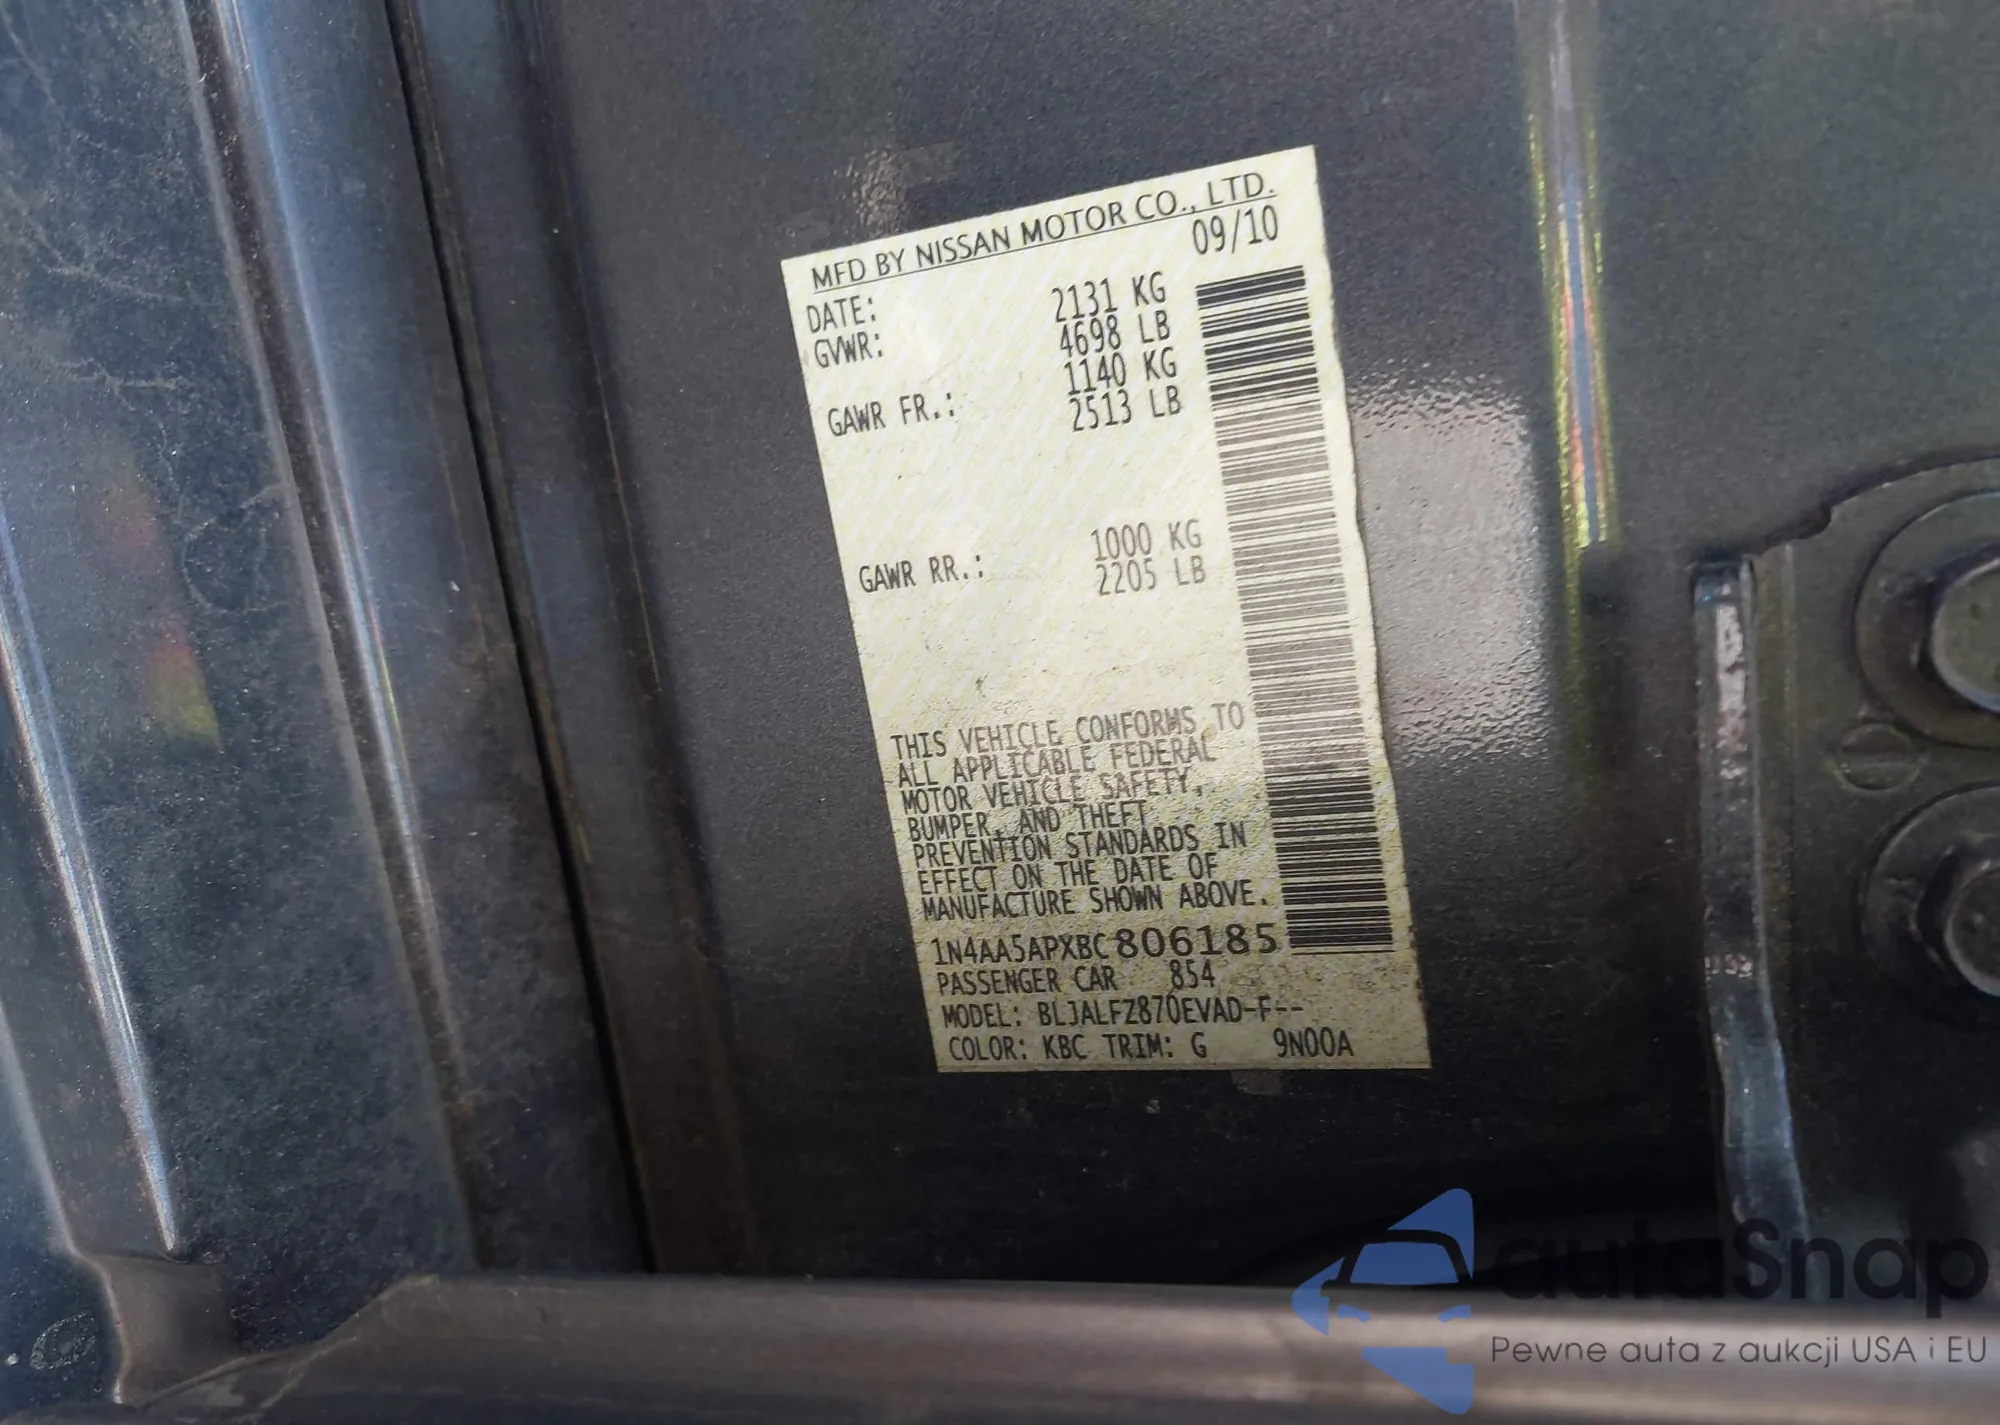 MFD BY NISSAN MOTOR CO., LTD.
DATE: 09/10
GVWR: 2131 KG
4698 LB
GAWR FR.: 1140 KG
2513 LB
GAWR RR.: 1000 KG
2205 LB
THIS VEHICLE CONFORMS TO
ALL APPLICABLE FEDERAL
MOTOR VEHICLE SAFETY,
BUMPER, AND THEFT
PREVENTION STANDARDS IN
EFFECT ON THE DATE OF
MANUFACTURE SHOWN ABOVE.
1N4AA5APXBC806185
PASSENGER CAR 854
MODEL: BLJALFZ870EVAD-F--
COLOR: KBC TRIM: G 9N00A
autaSnap
Pewne auta z aukcji USA i EU